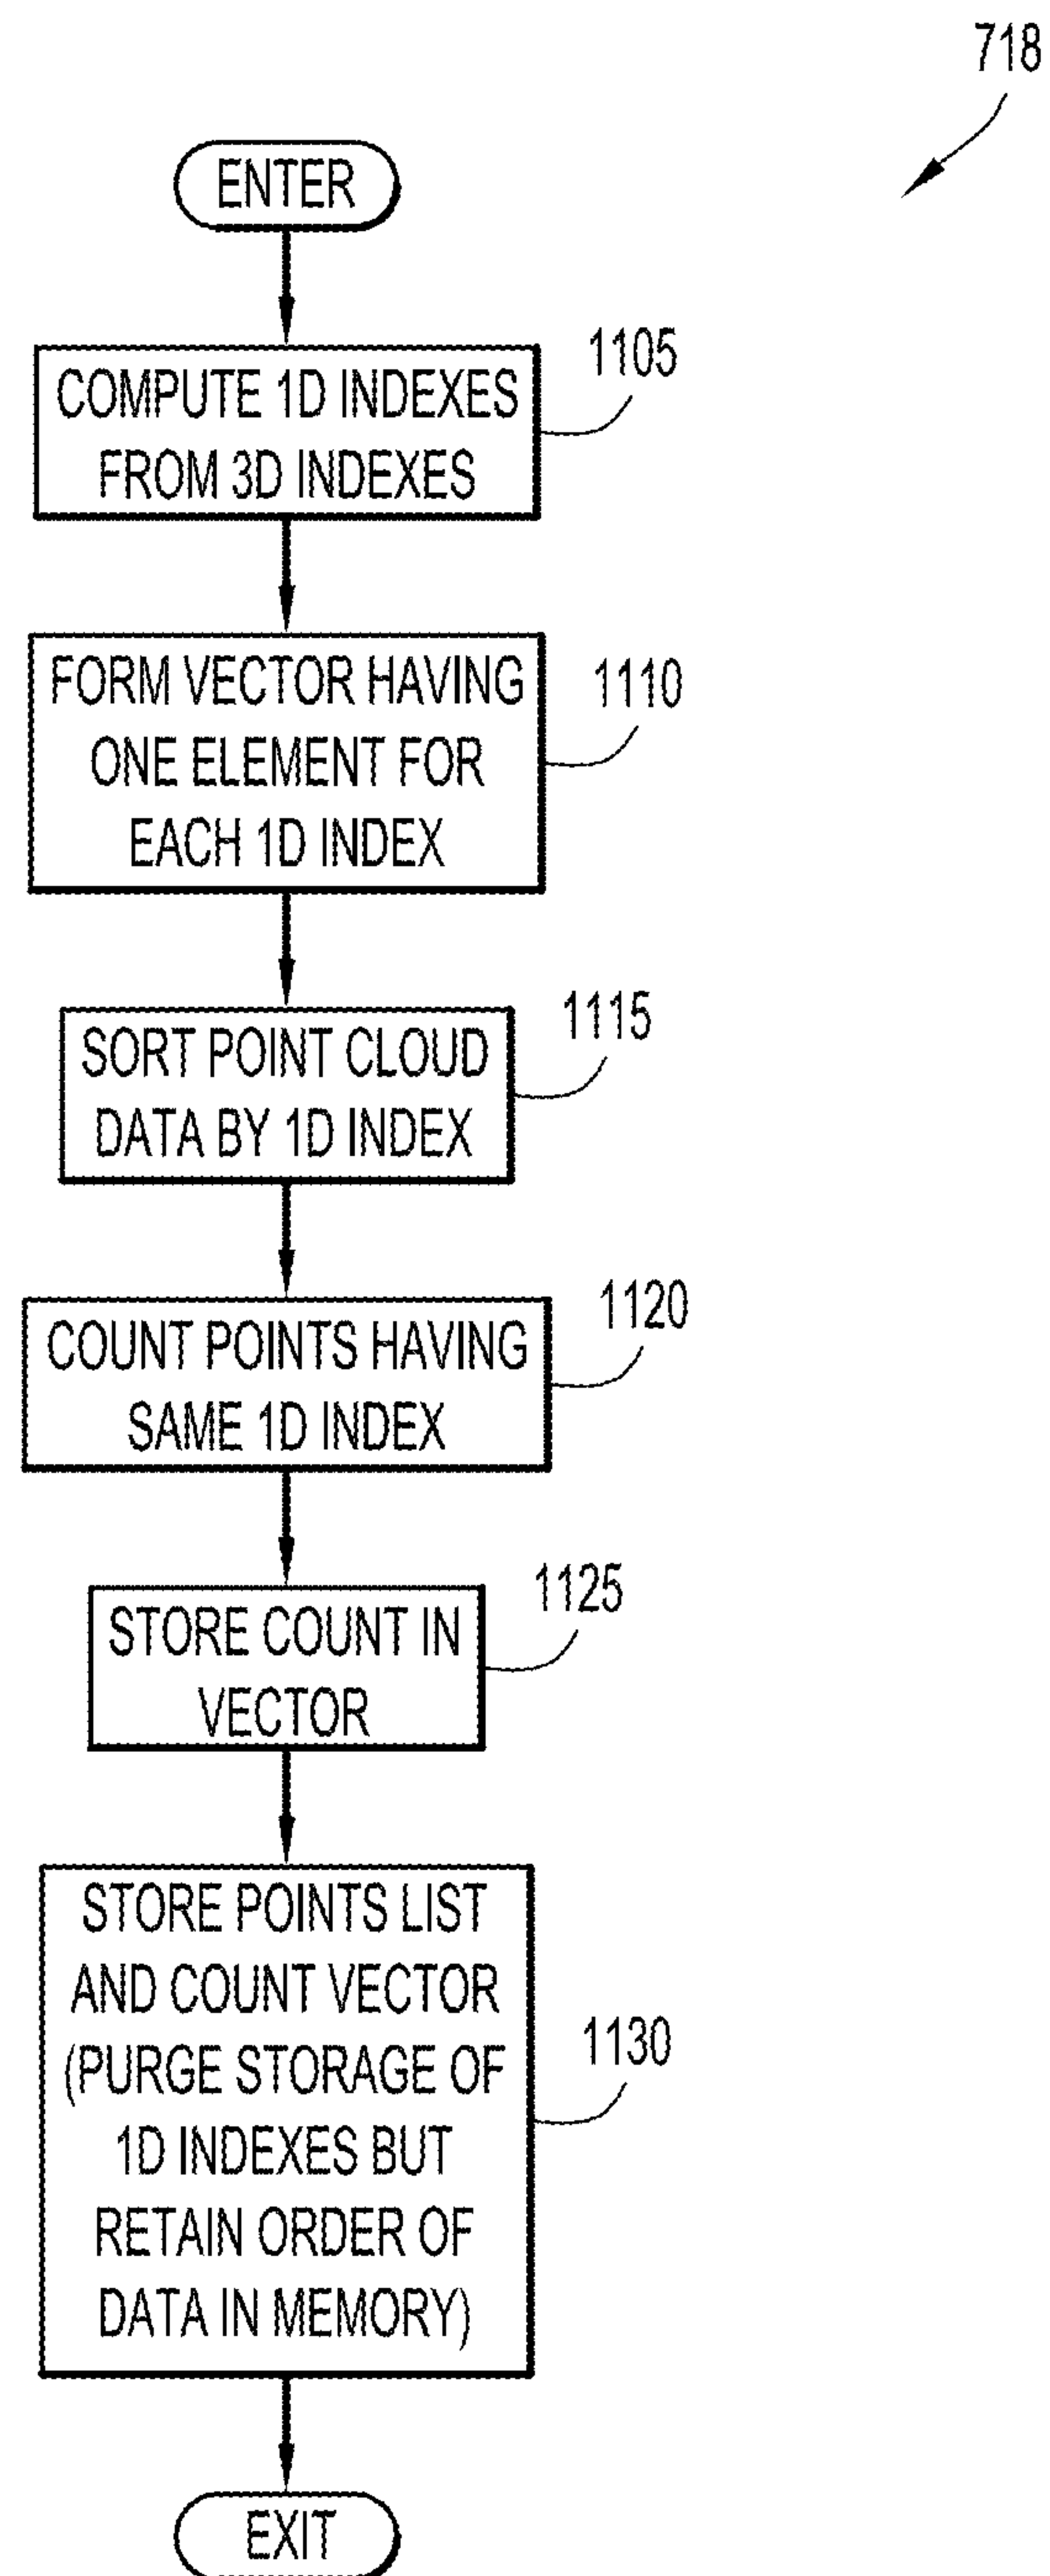 718
ENTER
1105
COMPUTE 1D INDEXES
FROM 3D INDEXES
1110
FORM VECTOR HAVING
ONE ELEMENT FOR
EACH 1D INDEX
1115
SORT POINT CLOUD
DATA BY 1D INDEX
1120
COUNT POINTS HAVING
SAME 1D INDEX
1125
STORE COUNT IN
VECTOR
STORE POINTS LIST
AND COUNT VECTOR
1130
(PURGE STORAGE OF
1D INDEXES BUT
RETAIN ORDER OF
DATA IN MEMORY)
EXIT